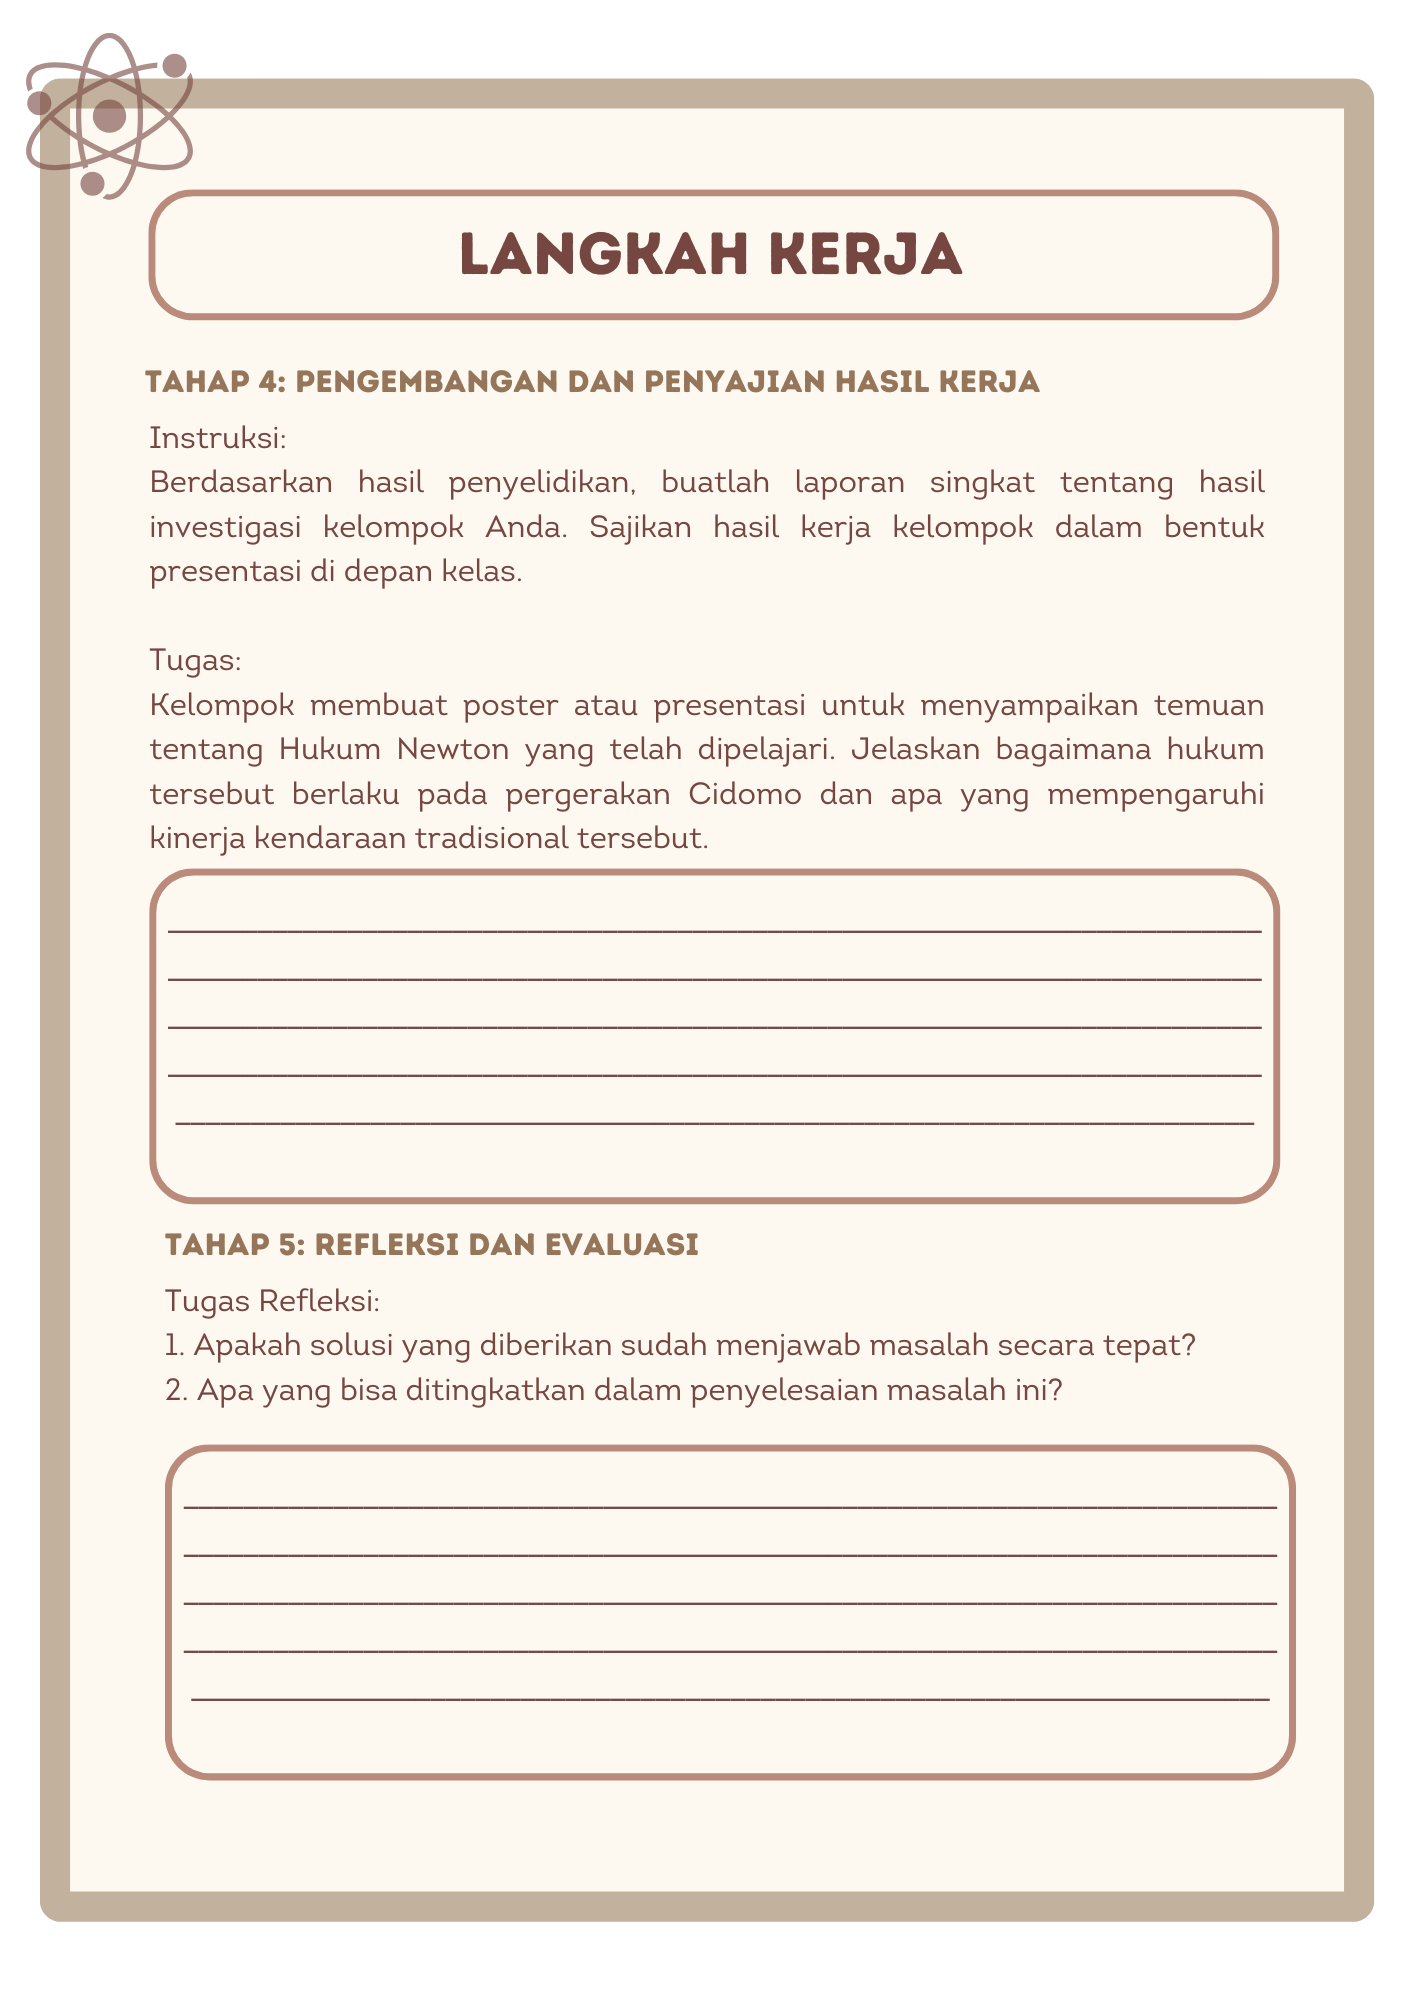 LANGKAH KERJA
TAHAP 4: PENGEMBANGAN DAN PENYAJIAN HASIL KERJA
Instruksi:
Berdasarkan hasil penyelidikan, buatlah laporan singkat tentang hasil
investigasi kelompok Anda. Sajikan hasil kerja kelompok dalam bentuk
presentasi di depan kelas.
Tugas:
Kelompok membuat poster atau presentasi untuk menyampaikan temuan
tentang Hukum Newton yang telah dipelajari. Jelaskan bagaimana hukum
tersebut berlaku pada pergerakan Cidomo dan apa yang mempengaruhi
kinerja kendaraan tradisional tersebut.
TAHAP 5: REFLEKSI DAN EVALUASI
Tugas Refleksi:
1. Apakah solusi yang diberikan sudah menjawab masalah secara tepat?
2. Apa yang bisa ditingkatkan dalam penyelesaian masalah ini?